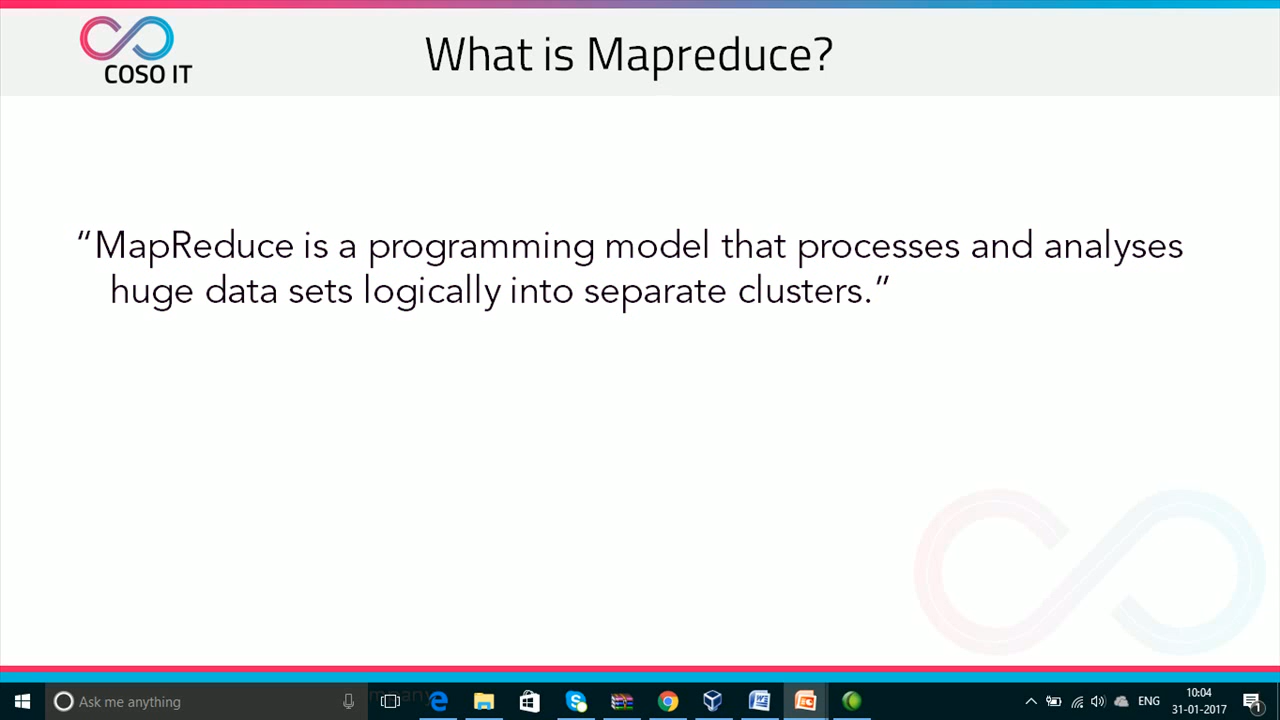 COSO IT
What is Mapreduce?
“MapReduce is a programming model that processes and analyses
huge data sets logically into separate clusters.”
Ask me anything
ENG
10:04
31-01-2017
1